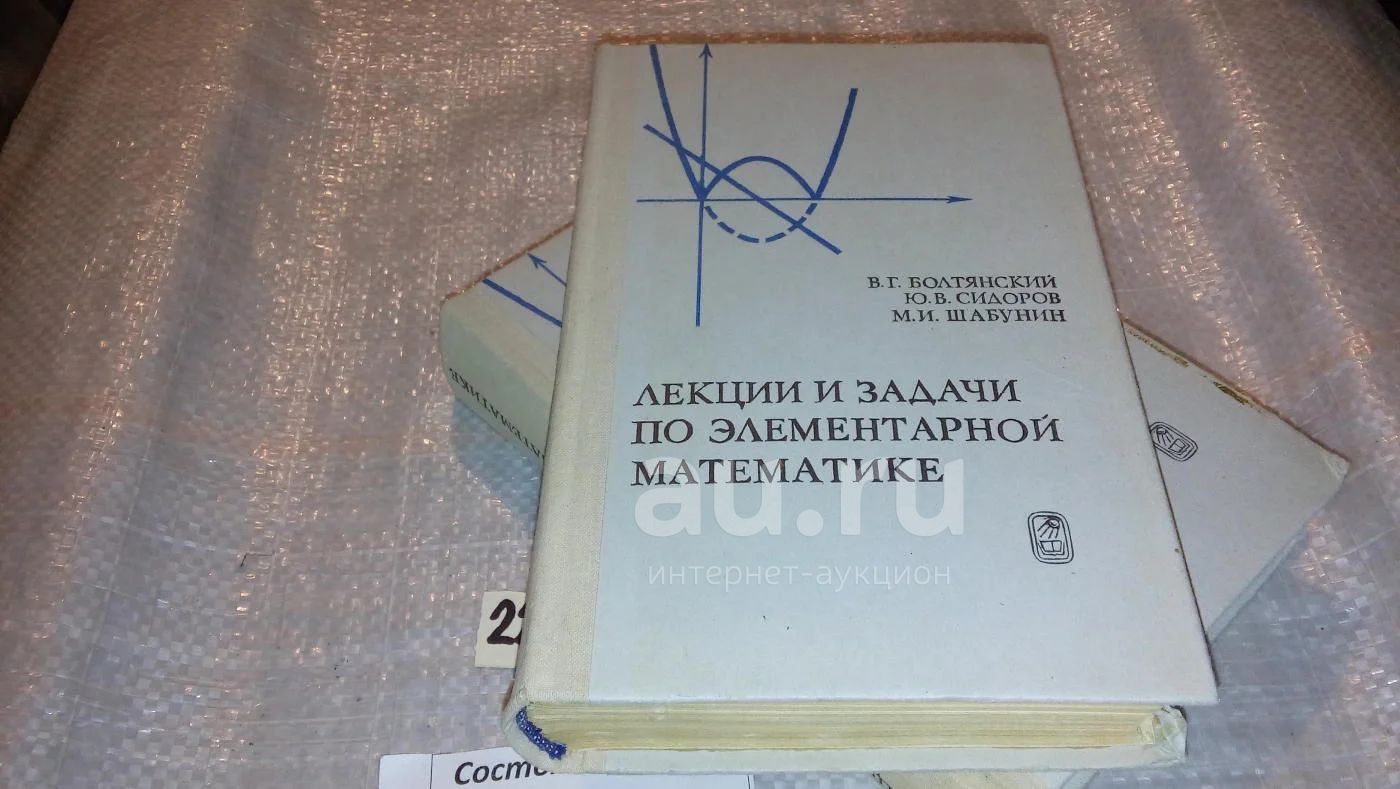 В.Г. БОЛТЯНСКИЙ
Ю.В. СИДОРОВ
М.И. ШАБУНИН
ЛЕКЦИИ И ЗАДАЧИ
ПО ЭЛЕМЕНТАРНОЙ
МАТЕМАТИКЕ
au.ru
интернет-аукцион